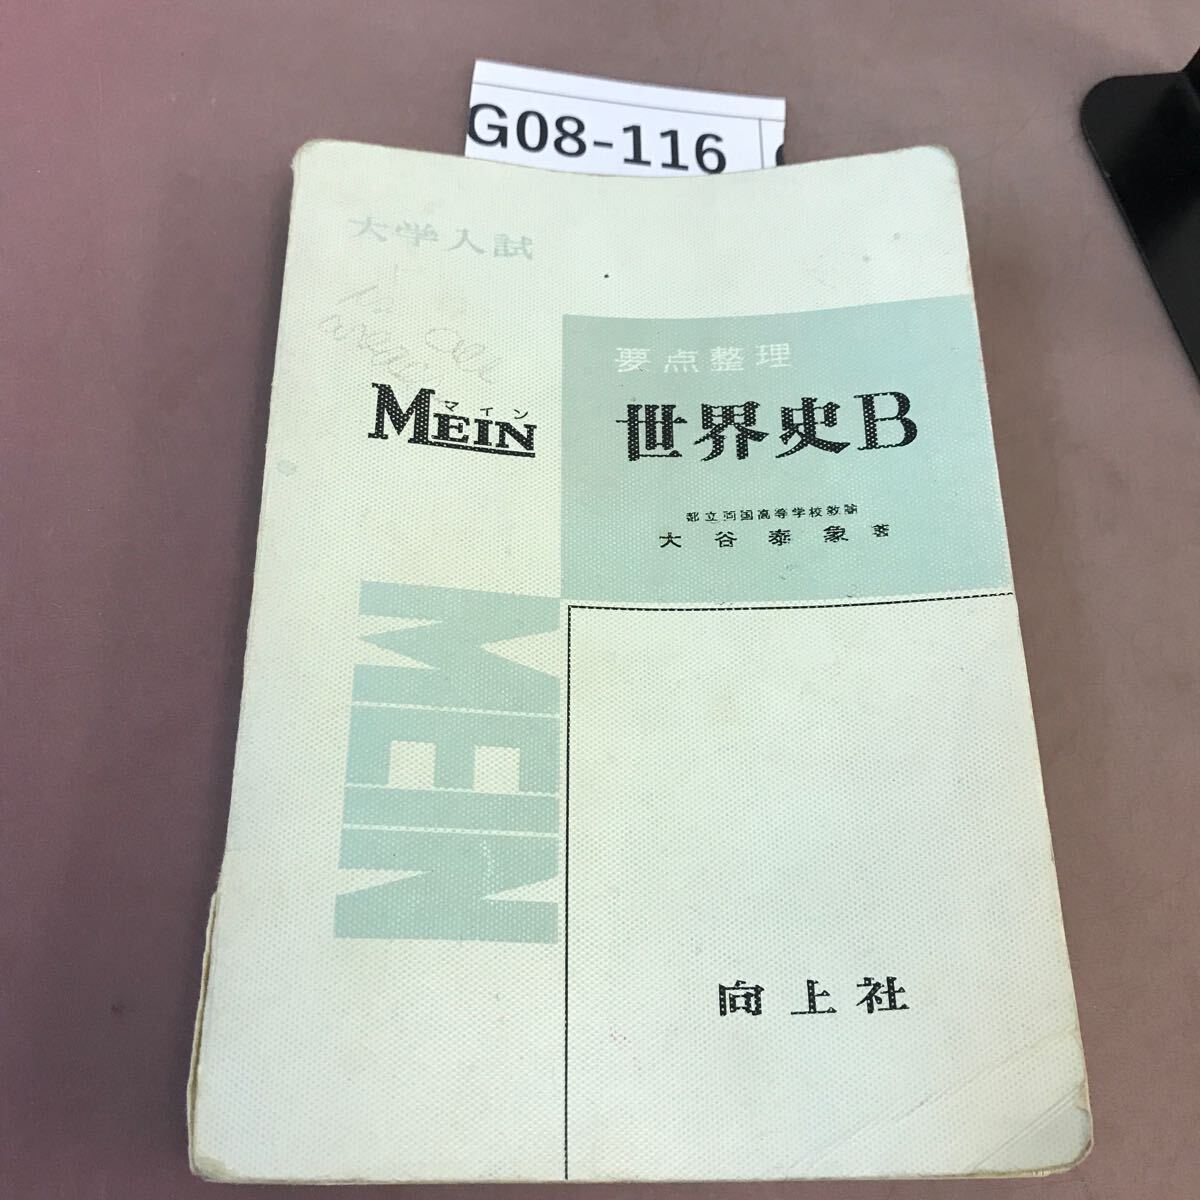 G08-116
大学入試
要点整理
マイン
MEIN
世界史B
都立両国高等学校教諭
大谷泰象著
MEIN
向上社